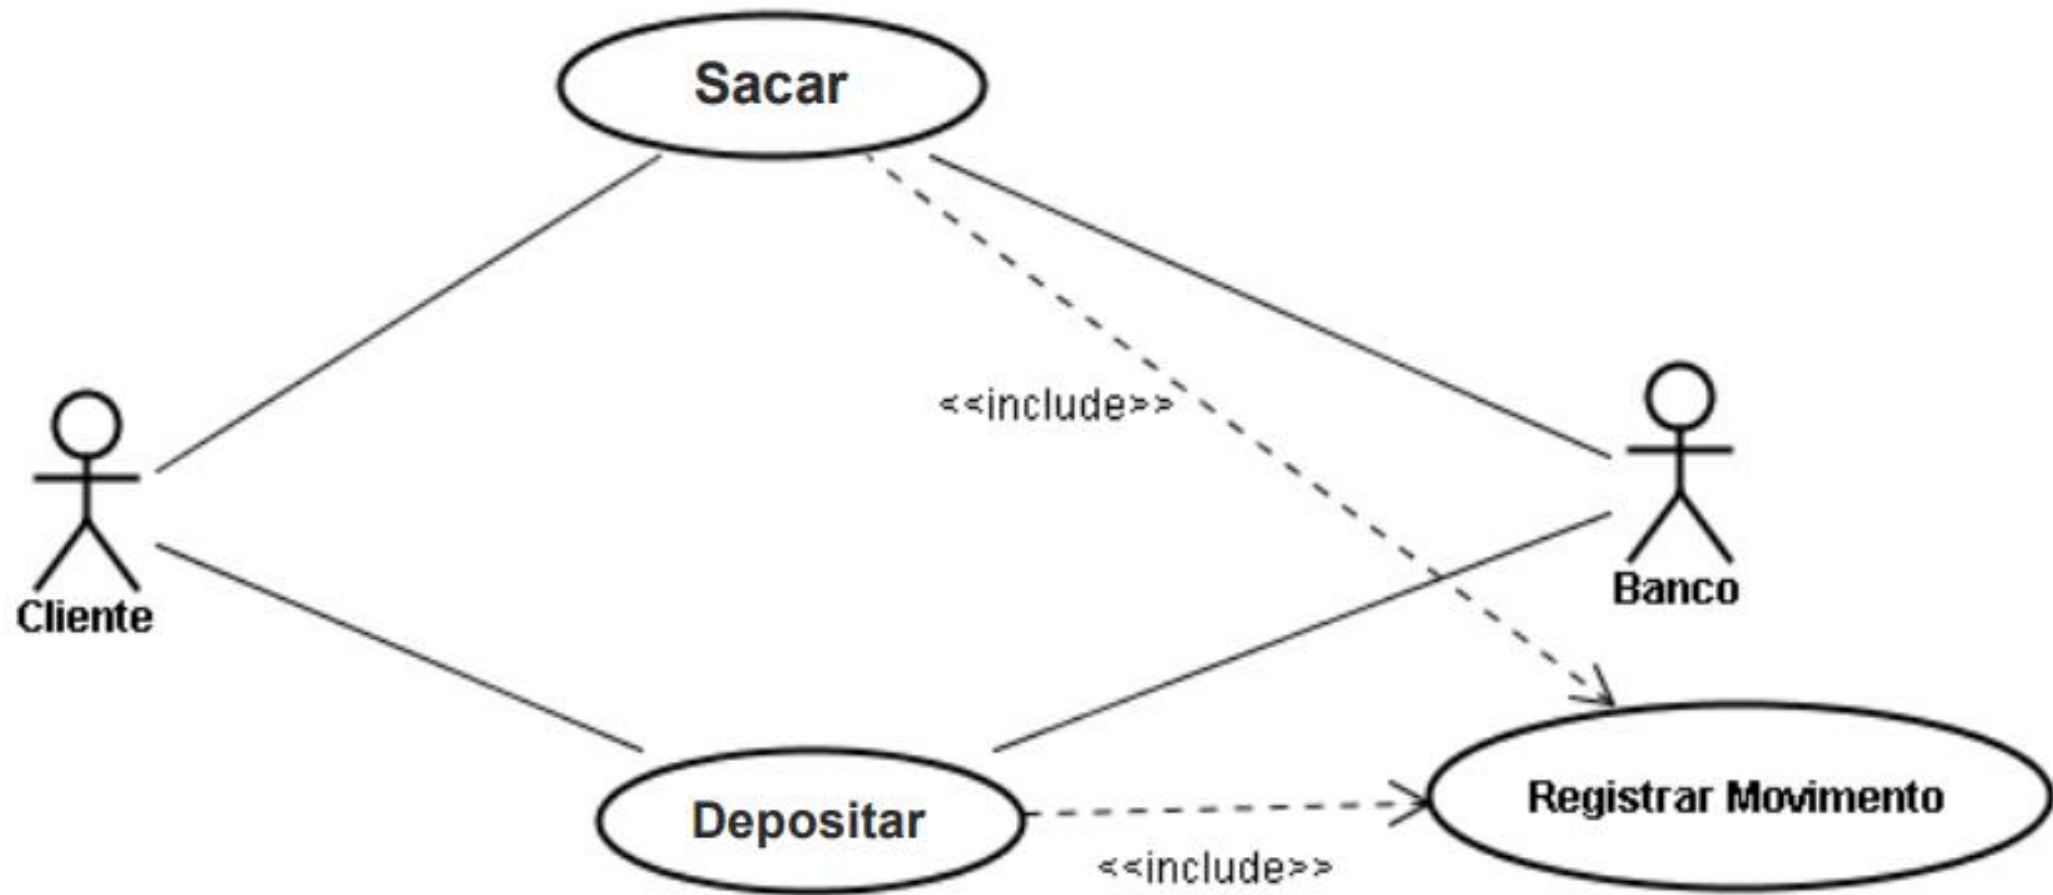 Sacar
<<include>>
Banco
Cliente
Registrar Movimento
Depositar
<<include>>